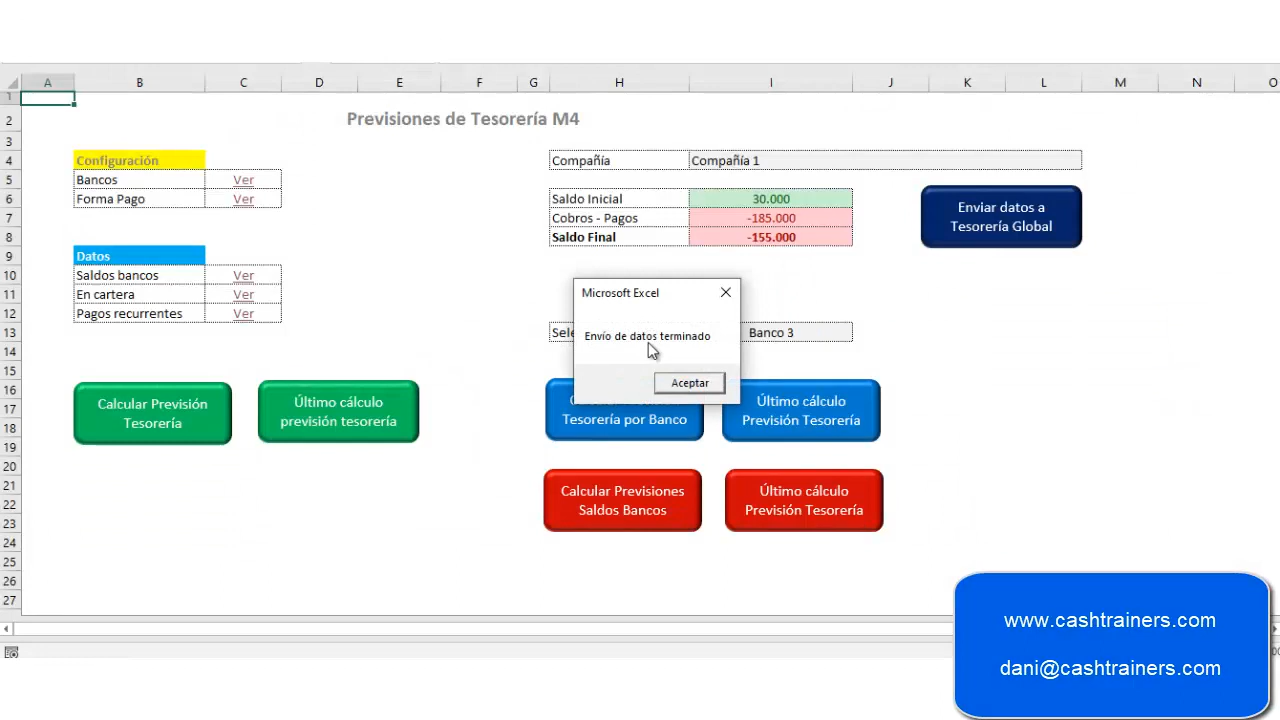 A B C D E F G H I J K L M N O
1
2 Previsiones de Tesorería M4
3
4 Configuración Compañía Compañía 1
5 Bancos Ver
6 Forma Pago Ver Saldo Inicial 30.000
7 Cobros - Pagos -185.000
8 Saldo Final -155.000
Enviar datos a
Tesorería Global
9 Datos
10 Saldos bancos Ver
11 En cartera Ver
12 Pagos recurrentes Ver
13 Sele Banco 3
14
15
16
17
18
19
20
21
22
23
24
25
26
27
Microsoft Excel
Envío de datos terminado
Aceptar
Calcular Previsión
Tesorería
Último cálculo
previsión tesorería
Tesorería por Banco
Último cálculo
Previsión Tesorería
Calcular Previsiones
Saldos Bancos
Último cálculo
Previsión Tesorería
www.cashtrainers.com
dani@cashtrainers.com